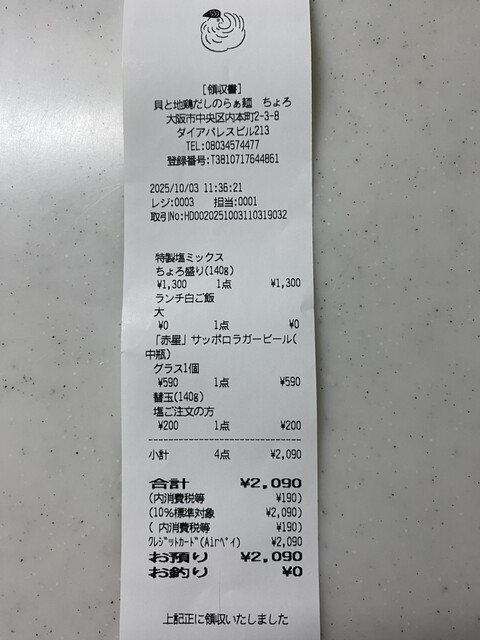 [領収書]
貝と地鶏だしのらぁ麺 ちょろ
大阪市中央区内本町2-3-8
ダイアパレスビル213
TEL:08034574477
登録番号:T3810717644861
2025/10/03 11:36:21
レジ:0003 担当:0001
取引No:HD0020251003110319032
特製塩ミックス
ちょろ盛り(140g)
¥1,300 1点 ¥1,300
ランチ白ご飯
大
¥0 1点 ¥0
「赤星」サッポロラガービール(
中瓶)
グラス1個
¥590 1点 ¥590
替玉(140g)
塩ご注文の方
¥200 1点 ¥200
小計 4点 ¥2,090
合計 ¥2,090
(内消費税等 ¥190)
(10%標準対象 ¥2,090)
( 内消費税等 ¥190)
クレジットカード(Airペイ) ¥2,090
お預り ¥2,090
お釣り ¥0
上記正に領収いたしました